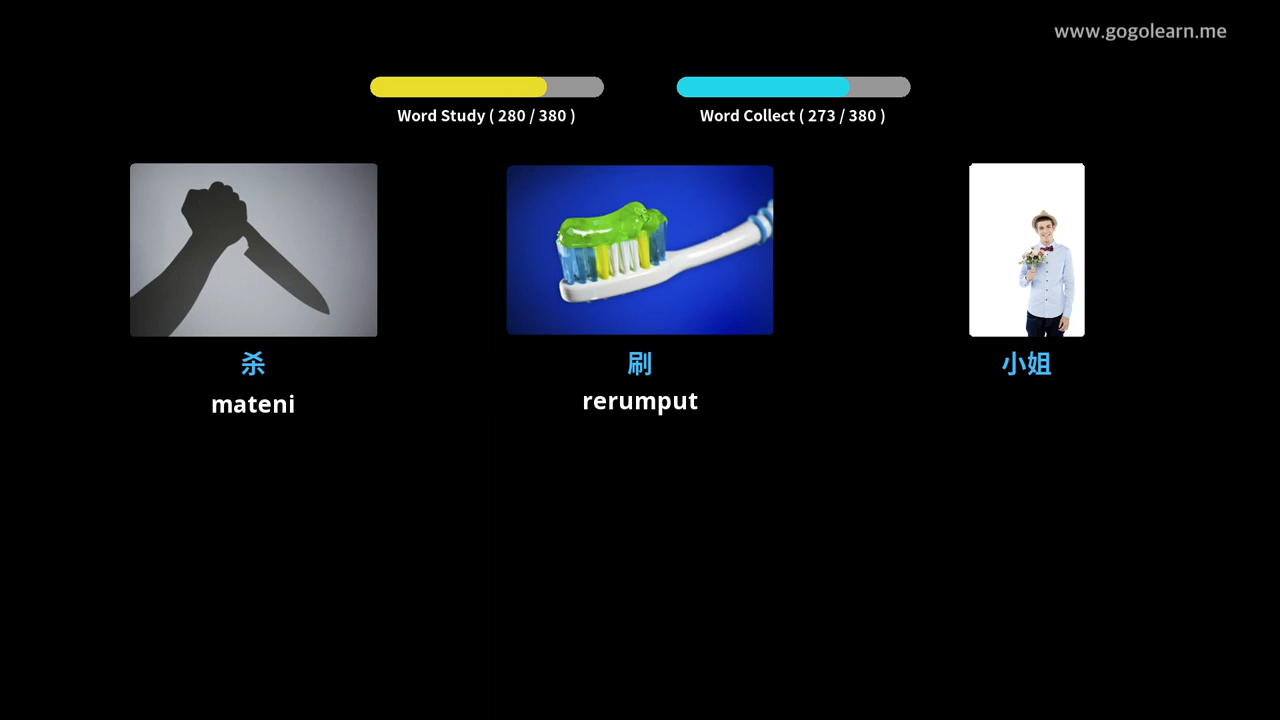 www.gogolearn.me
Word Study ( 280 / 380 )
Word Collect ( 273 / 380 )
杀
刷
小姐
mateni
rerumput